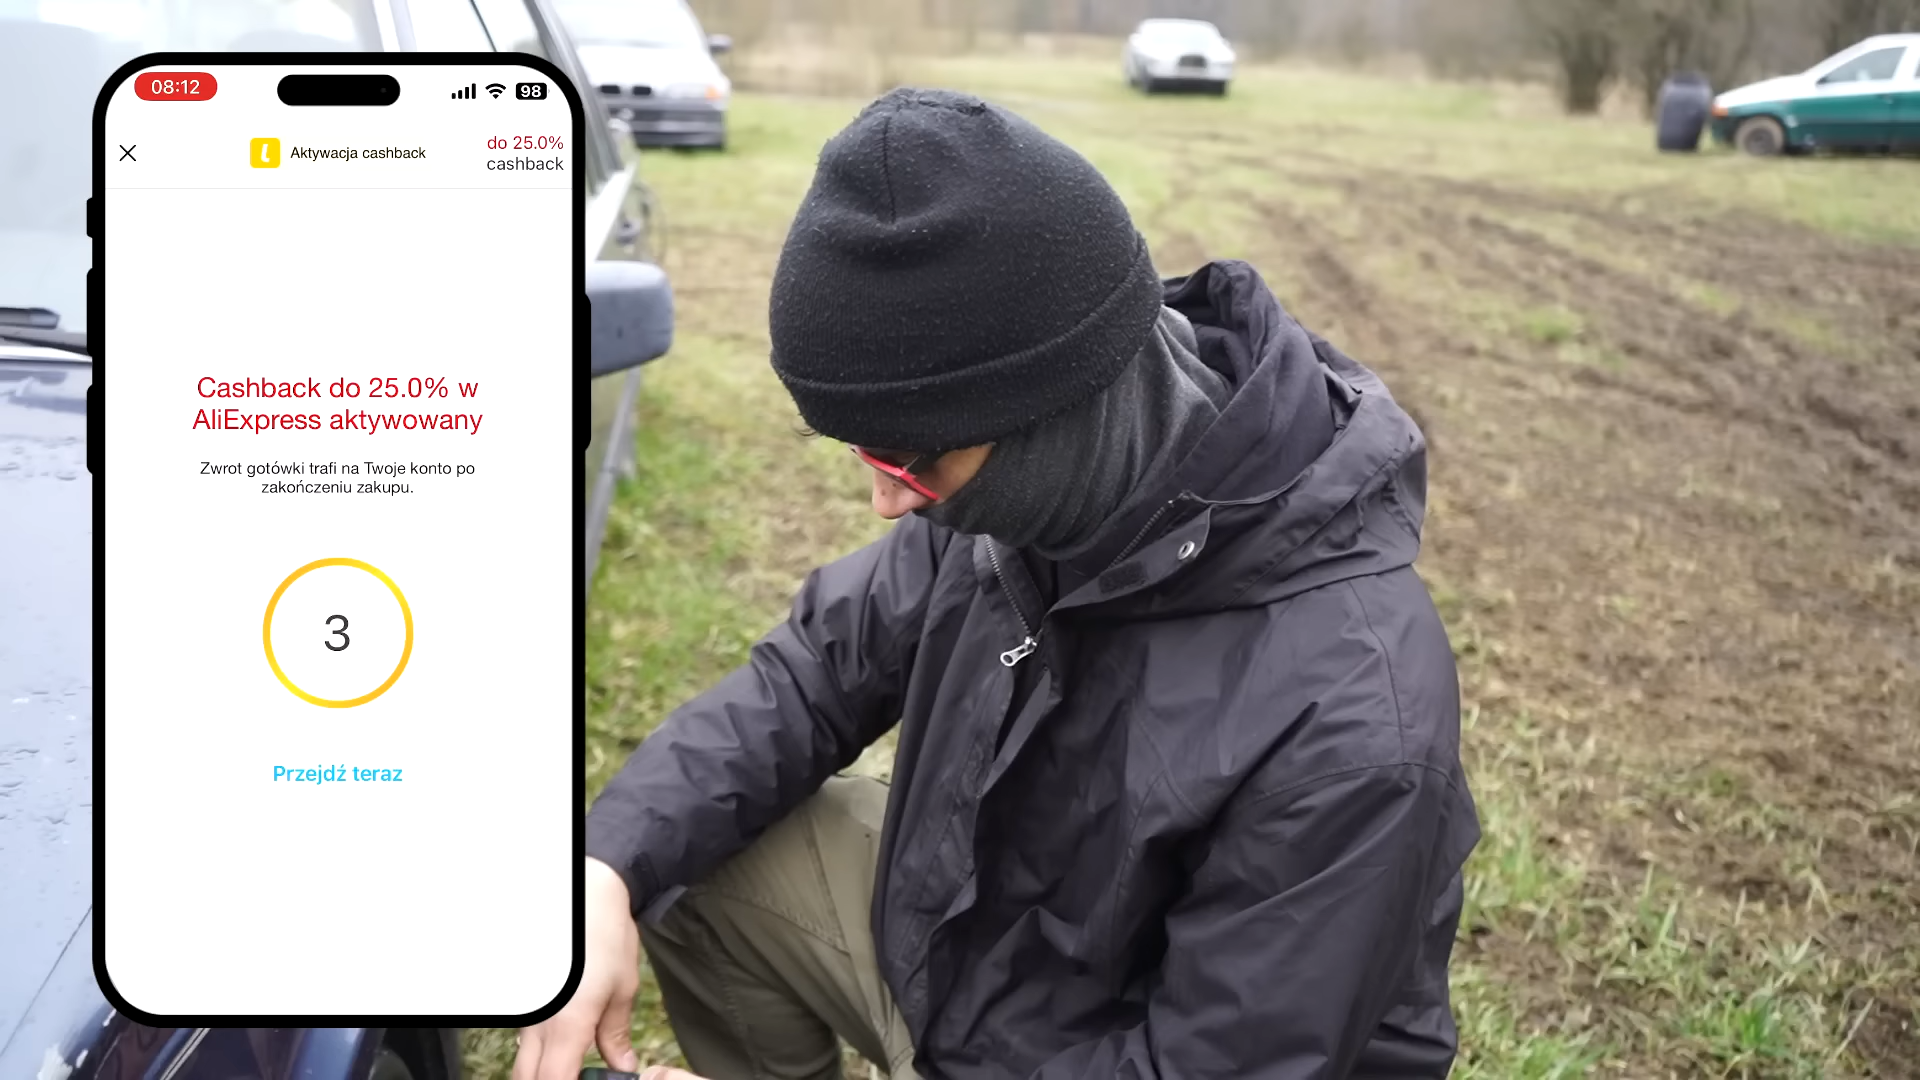 08:12
98
Aktywacja cashback
do 25.0%
cashback
Cashback do 25.0% w
AliExpress aktywowany
Zwrot gotówki trafi na Twoje konto po
zakończeniu zakupu.
3
Przejdź teraz